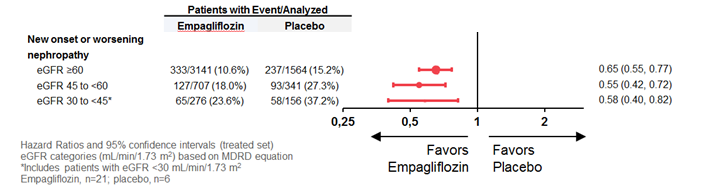 Patients with Event/Analyzed
Empagliflozin Placebo
New onset or worsening
nephropathy
eGFR ≥60 333/3141 (10.6%) 237/1564 (15.2%) 0.65 (0.55, 0.77)
eGFR 45 to <60 127/707 (18.0%) 93/341 (27.3%) 0.55 (0.42, 0.72)
eGFR 30 to <45* 65/276 (23.6%) 58/156 (37.2%) 0.58 (0.40, 0.82)
0,25 0,5 1 2
Favors Favors
Empagliflozin Placebo
Hazard Ratios and 95% confidence intervals (treated set)
eGFR categories (mL/min/1.73 m²) based on MDRD equation
*Includes patients with eGFR <30 mL/min/1.73 m²
Empagliflozin, n=21; placebo, n=6